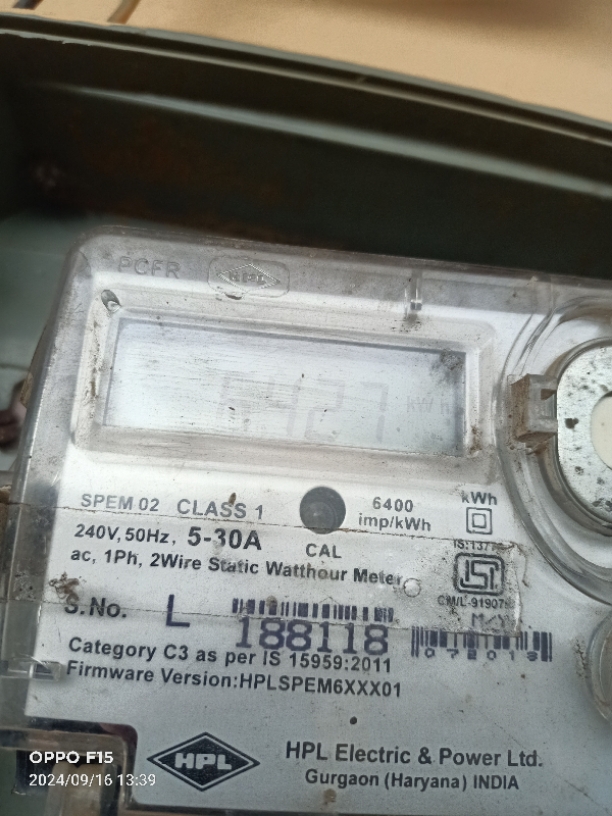 PCFR HPL
kWh
SPEM 02 CLASS 1
6400
imp/kWh
kWh
240V, 50Hz, 5-30A
CAL
ac, 1Ph, 2Wire Static Watthour Meter
ISI
S.No. L 188118
M/Y
072013
Category C3 as per IS 15959:2011
Firmware Version:HPLSPEM6XXX01
HPL
HPL Electric & Power Ltd.
Gurgaon (Haryana) INDIA
OPPO F15
2024/09/16 13:39